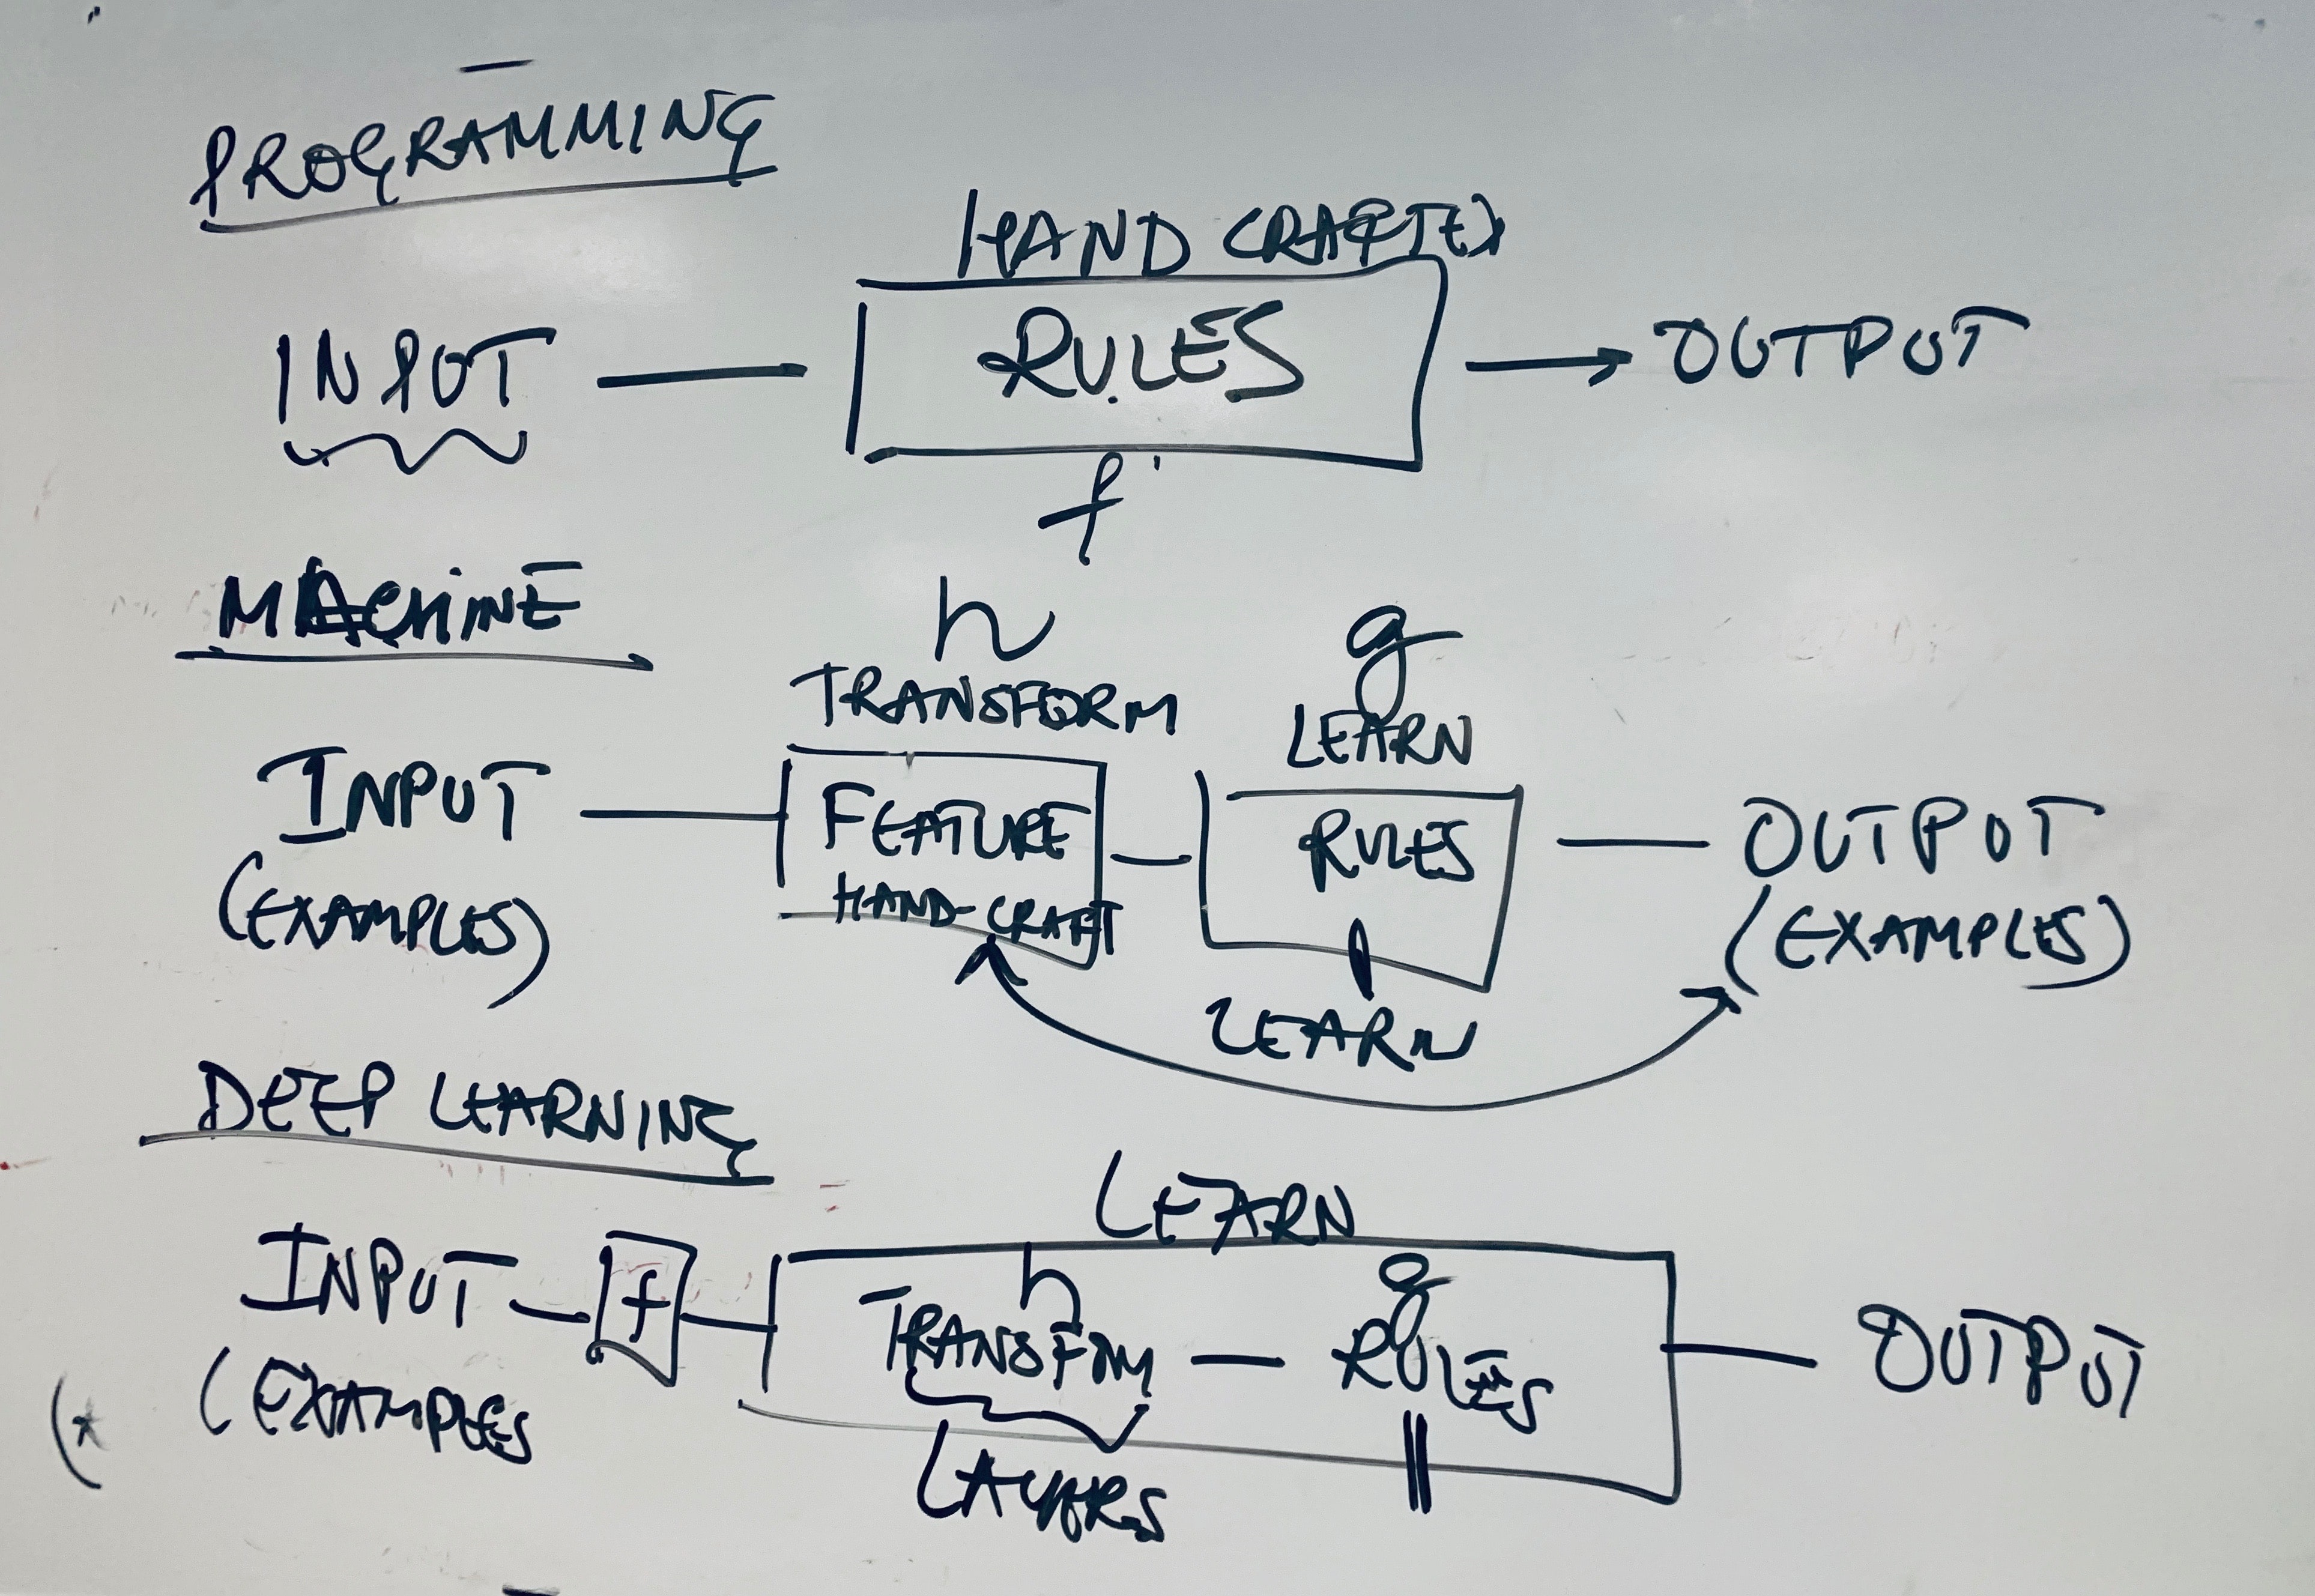 PROGRAMMING
HAND CRAFTED
INPUT RULES OUTPUT
f
MACHINE
h g
TRANSFORM LEARN
INPUT FEATURE RULES OUTPUT
(EXAMPLES) HAND-CRAFT (EXAMPLES)
LEARN
DEEP LEARNING
LEARN
h g
INPUT f TRANSFOM RULES OUTPUT
(EXAMPLES
(*
LAYERS